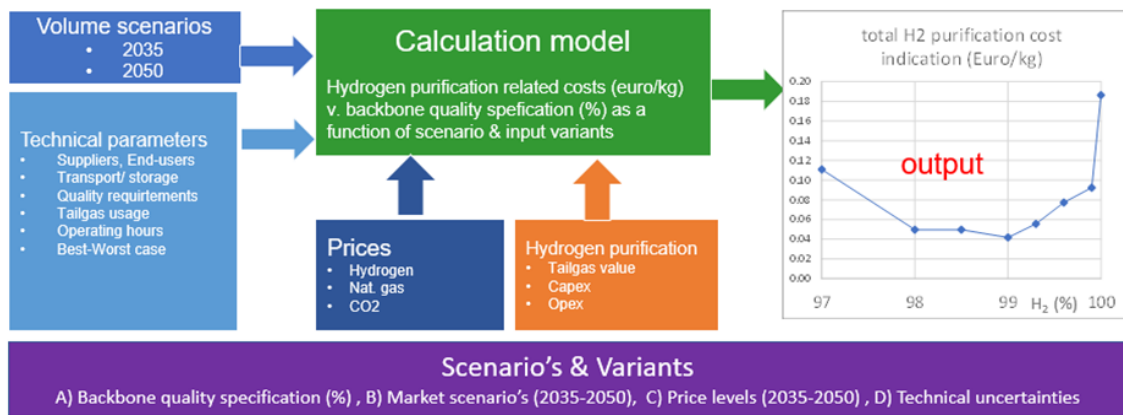 Volume scenarios
• 2035
• 2050
Technical parameters
• Suppliers, End-users
• Transport/ storage
• Quality requirtements
• Tailgas usage
• Operating hours
• Best-Worst case
Calculation model
Hydrogen purification related costs (euro/kg)
v. backbone quality spefication (%) as a
function of scenario & input variants
Prices
• Hydrogen
• Nat. gas
• CO2
Hydrogen purification
• Tailgas value
• Capex
• Opex
total H2 purification cost
indication (Euro/kg)
0.20
0.18
0.16
0.14
0.12
0.10
0.08
0.06
0.04
0.02
0.00
output
97 98 99 H₂ (%) 100
Scenario's & Variants
A) Backbone quality specification (%) , B) Market scenario's (2035-2050), C) Price levels (2035-2050) , D) Technical uncertainties